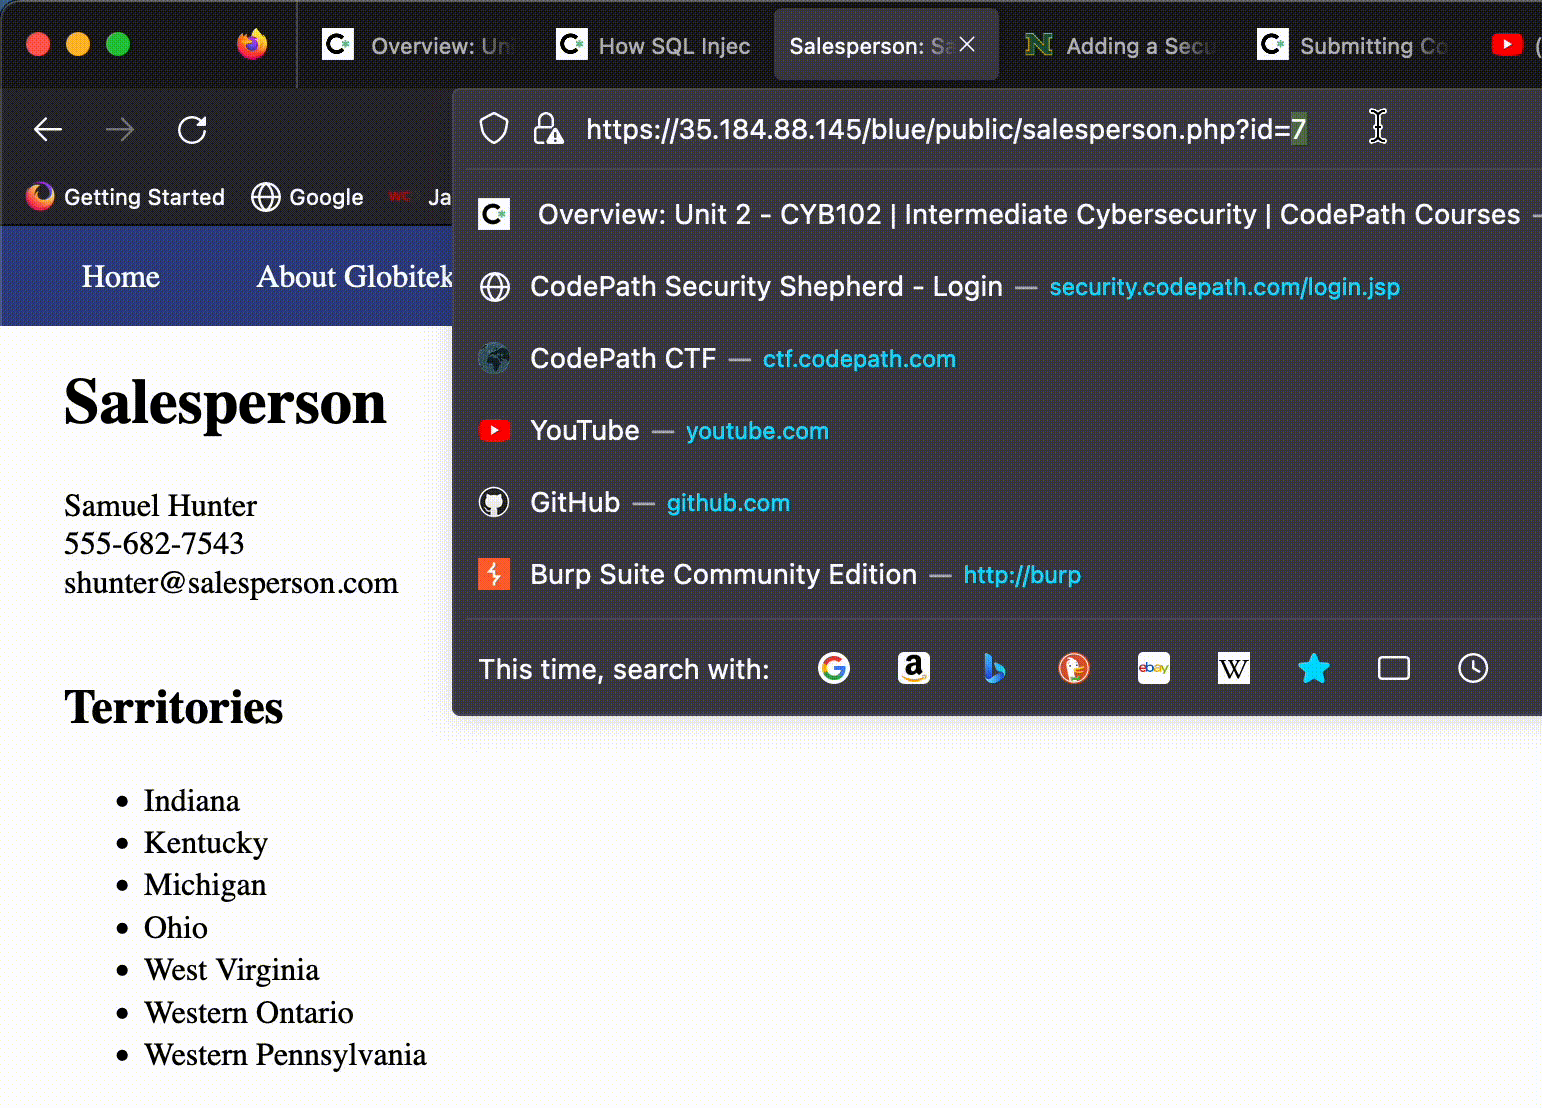 Overview: Un
How SQL Injec
Salesperson: Sa
Adding a Secu
Submitting Co
(
https://35.184.88.145/blue/public/salesperson.php?id=7
Getting Started
Google
WC
Ja
Overview: Unit 2 - CYB102 | Intermediate Cybersecurity | CodePath Courses —
CodePath Security Shepherd - Login — security.codepath.com/login.jsp
CodePath CTF — ctf.codepath.com
YouTube — youtube.com
GitHub — github.com
Burp Suite Community Edition — http://burp
This time, search with:
ebay
W
Home
About Globitek
Salesperson
Samuel Hunter
555-682-7543
shunter@salesperson.com
Territories
• Indiana
• Kentucky
• Michigan
• Ohio
• West Virginia
• Western Ontario
• Western Pennsylvania